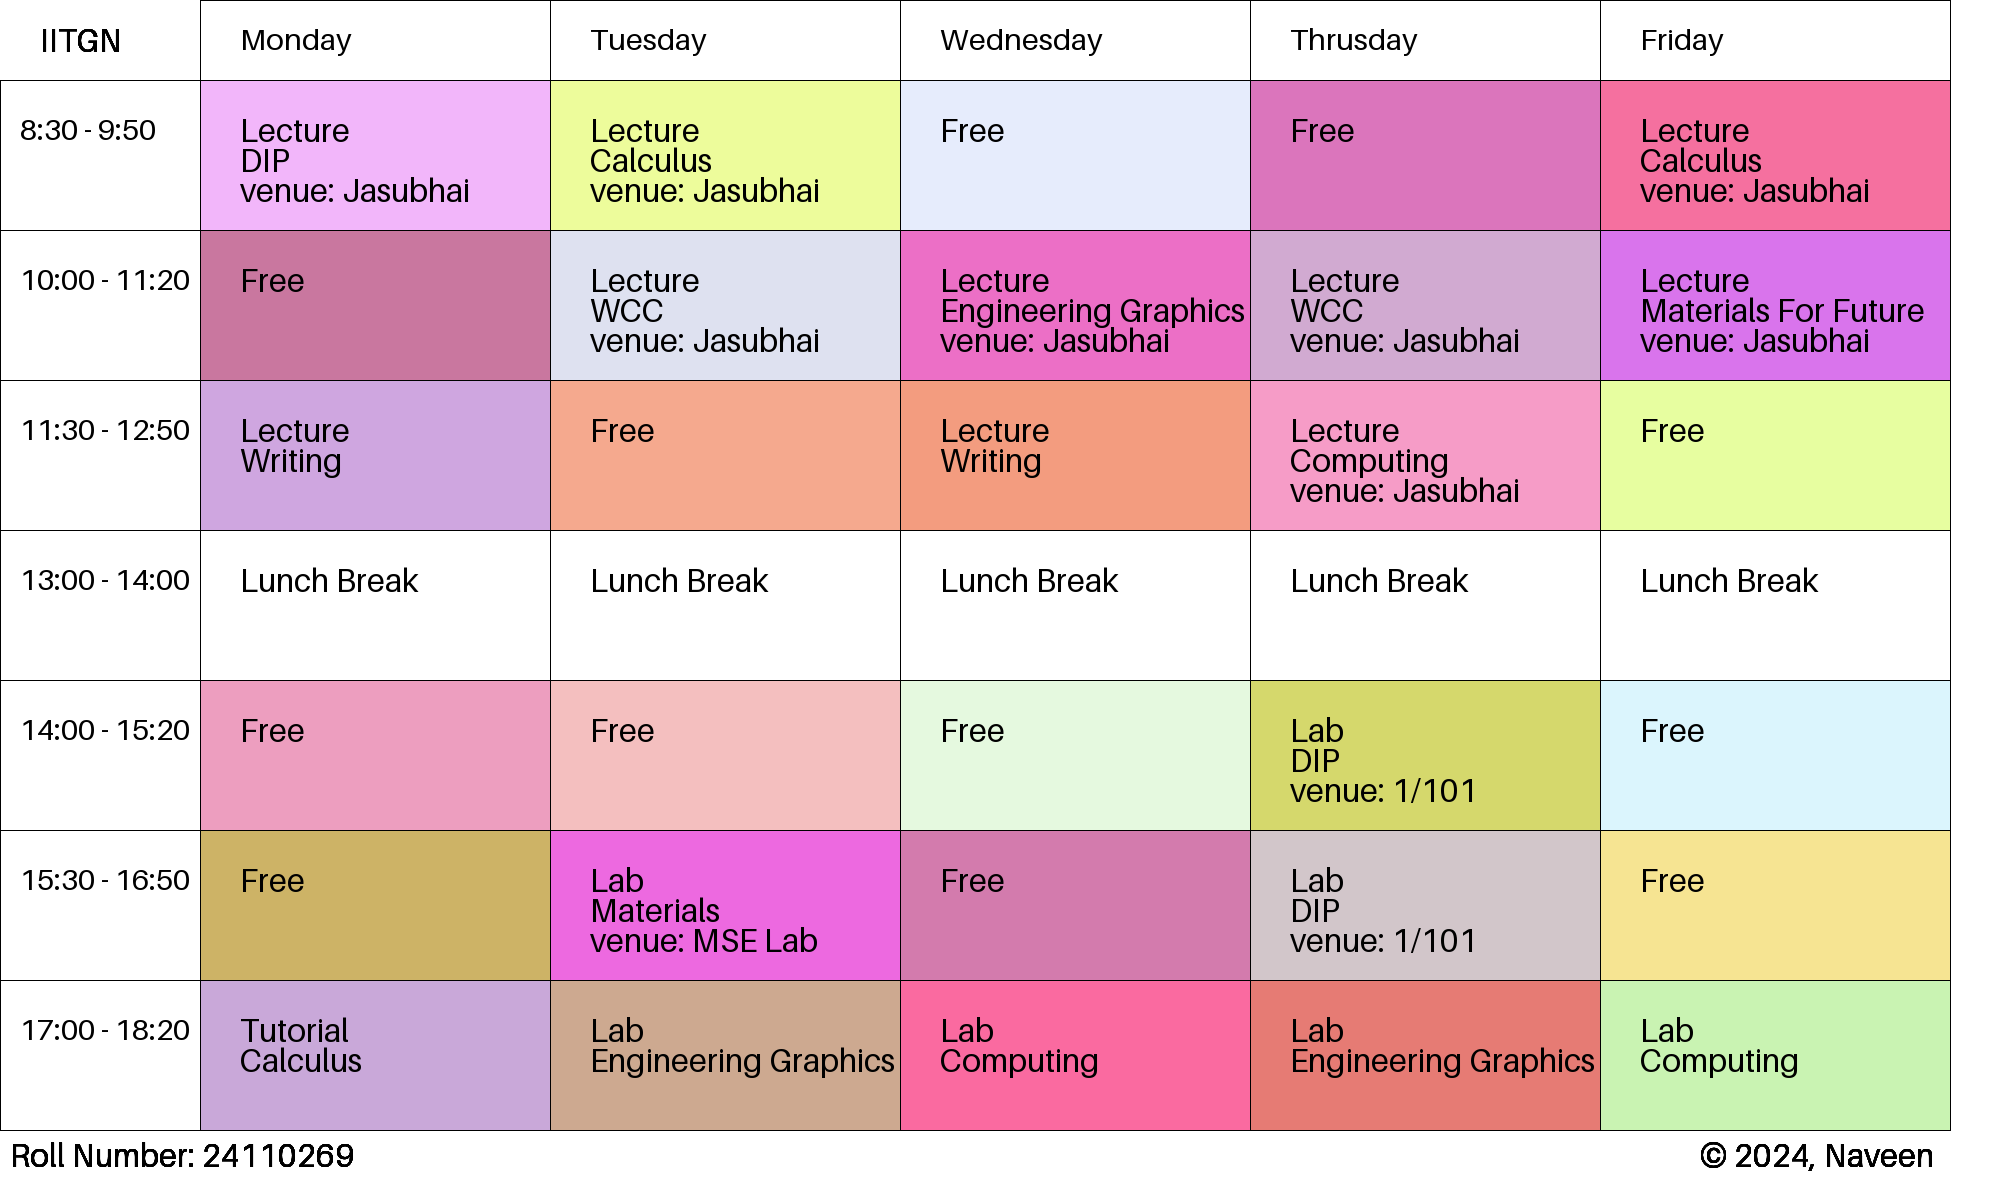 IITGN
Monday
Tuesday
Wednesday
Thrusday
Friday
8:30 - 9:50
Lecture
DIP
venue: Jasubhai
Lecture
Calculus
venue: Jasubhai
Free
Free
Lecture
Calculus
venue: Jasubhai
10:00 - 11:20
Free
Lecture
WCC
venue: Jasubhai
Lecture
Engineering Graphics
venue: Jasubhai
Lecture
WCC
venue: Jasubhai
Lecture
Materials For Future
venue: Jasubhai
11:30 - 12:50
Lecture
Writing
Free
Lecture
Writing
Lecture
Computing
venue: Jasubhai
Free
13:00 - 14:00
Lunch Break
Lunch Break
Lunch Break
Lunch Break
Lunch Break
14:00 - 15:20
Free
Free
Free
Lab
DIP
venue: 1/101
Free
15:30 - 16:50
Free
Lab
Materials
venue: MSE Lab
Free
Lab
DIP
venue: 1/101
Free
17:00 - 18:20
Tutorial
Calculus
Lab
Engineering Graphics
Lab
Computing
Lab
Engineering Graphics
Lab
Computing
Roll Number: 24110269
© 2024, Naveen